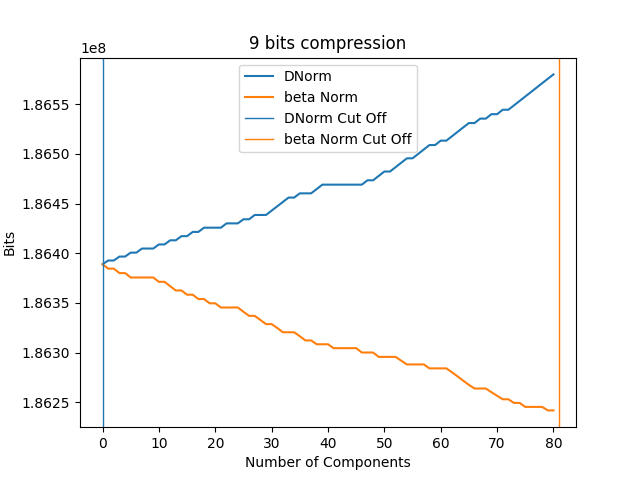 9 bits compression
1e8
DNorm
beta Norm
DNorm Cut Off
beta Norm Cut Off
1.8655
1.8650
1.8645
1.8640
1.8635
1.8630
1.8625
Bits
0 10 20 30 40 50 60 70 80
Number of Components